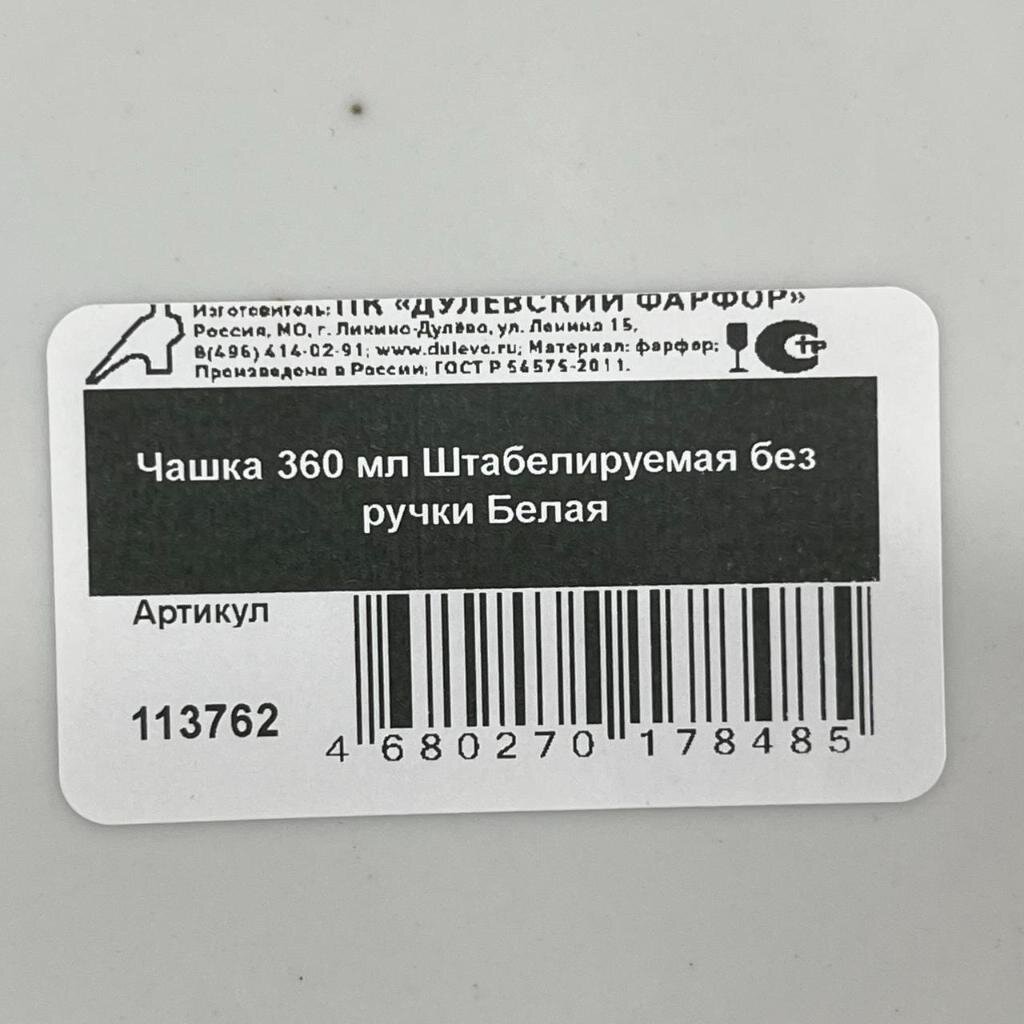 Изготовитель: ПК «ДУЛЕВСКИЙ ФАРФОР»
Россия, МО, г. Ликино-Дулёво, ул. Ленина 15,
8(496) 414-02-91; www.dulevo.ru; Материал: фарфор;
Произведено в России; ГОСТ Р 54575-2011.
Чашка 360 мл Штабелируемая без
ручки Белая
Артикул
113762
4 680270 178485